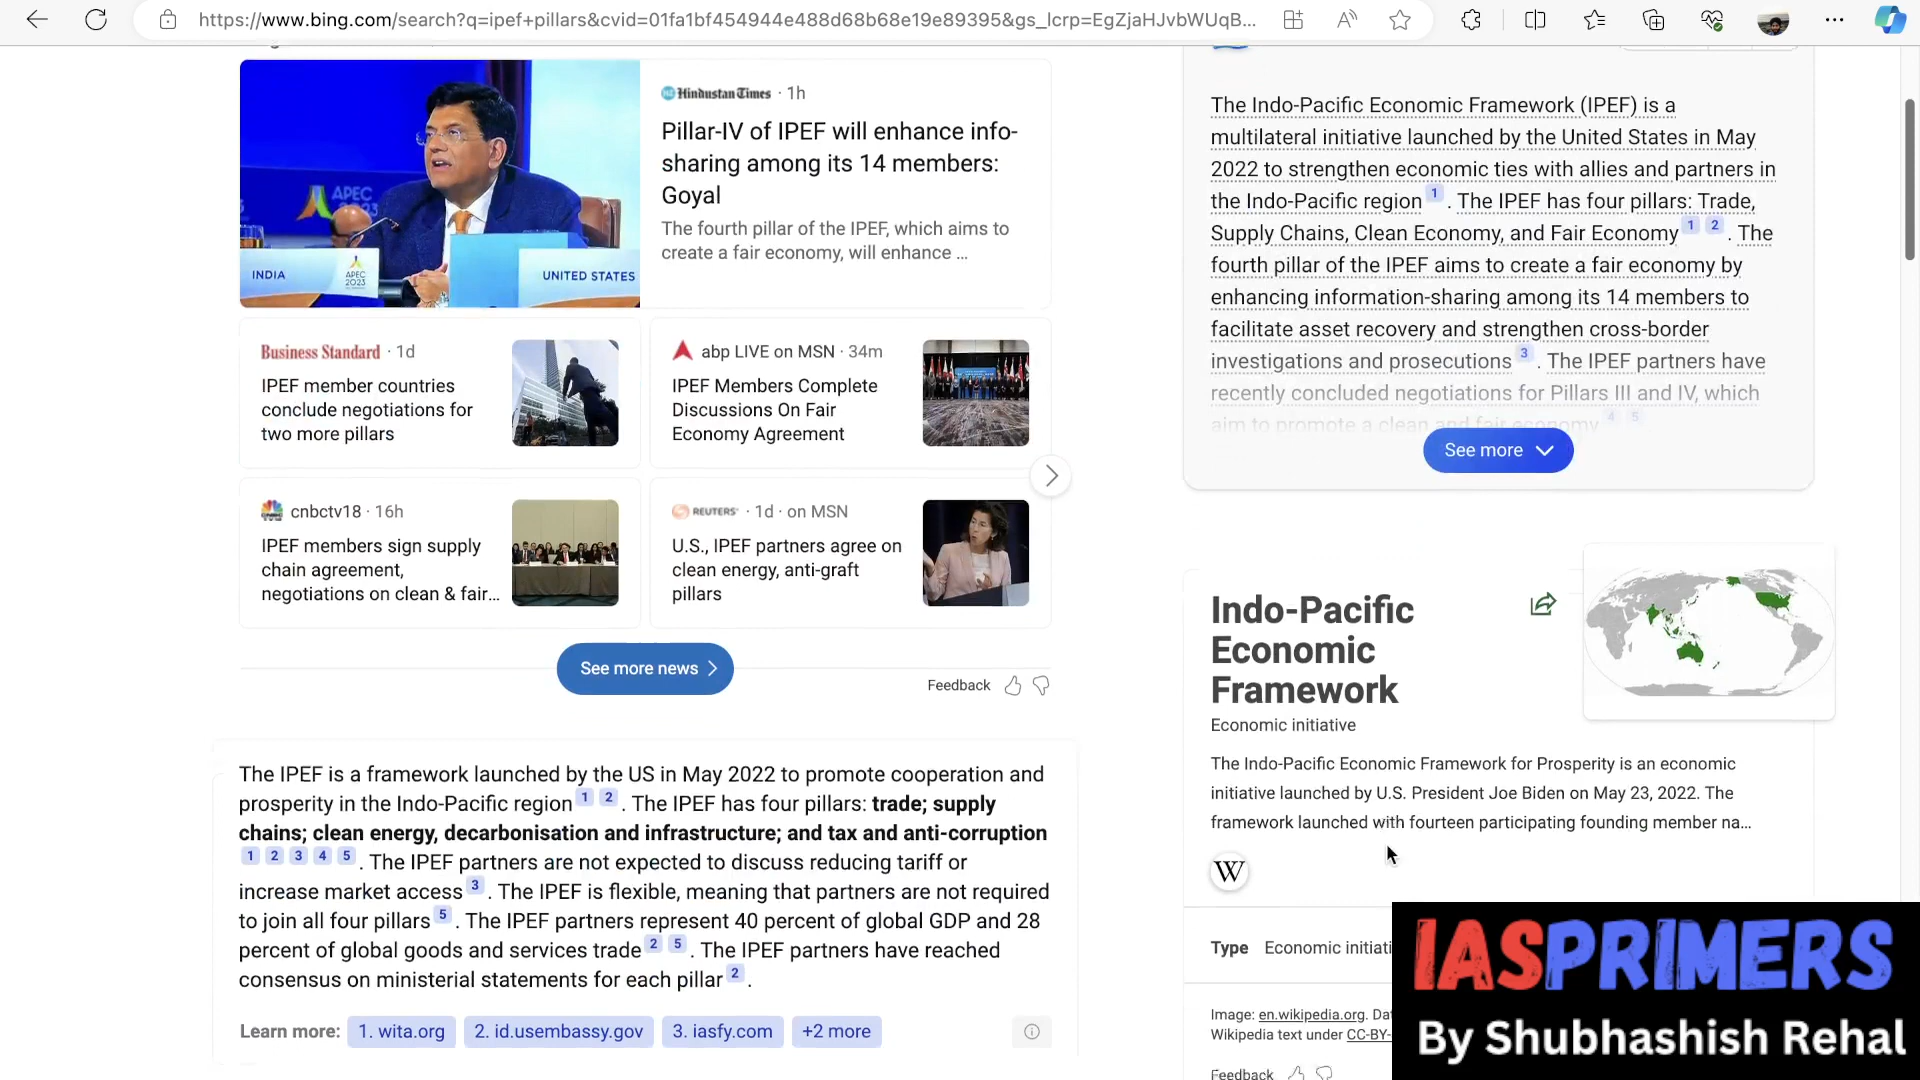 https://www.bing.com/search?q=ipef+pillars&cvid=01fa1bf454944e488d68b68e19e89395&gs_lcrp=EgZjaHJvbWUqB...
Hindustan Times · 1h
Pillar-IV of IPEF will enhance info-
sharing among its 14 members:
Goyal
The fourth pillar of the IPEF, which aims to
create a fair economy, will enhance ...
APEC
2023
INDIA
APEC
2023
UNITED STATES
Business Standard · 1d
IPEF member countries
conclude negotiations for
two more pillars
abp LIVE on MSN · 34m
IPEF Members Complete
Discussions On Fair
Economy Agreement
cnbctv18 · 16h
IPEF members sign supply
chain agreement,
negotiations on clean & fair...
REUTERS · 1d · on MSN
U.S., IPEF partners agree on
clean energy, anti-graft
pillars
See more news
Feedback
The IPEF is a framework launched by the US in May 2022 to promote cooperation and
prosperity in the Indo-Pacific region 1 2 . The IPEF has four pillars: trade; supply
chains; clean energy, decarbonisation and infrastructure; and tax and anti-corruption
1 2 3 4 5 . The IPEF partners are not expected to discuss reducing tariff or
increase market access 3 . The IPEF is flexible, meaning that partners are not required
to join all four pillars 5 . The IPEF partners represent 40 percent of global GDP and 28
percent of global goods and services trade 2 5 . The IPEF partners have reached
consensus on ministerial statements for each pillar 2 .
Learn more: 1. wita.org 2. id.usembassy.gov 3. iasfy.com +2 more
The Indo-Pacific Economic Framework (IPEF) is a
multilateral initiative launched by the United States in May
2022 to strengthen economic ties with allies and partners in
the Indo-Pacific region 1 . The IPEF has four pillars: Trade,
Supply Chains, Clean Economy, and Fair Economy 1 2 . The
fourth pillar of the IPEF aims to create a fair economy by
enhancing information-sharing among its 14 members to
facilitate asset recovery and strengthen cross-border
investigations and prosecutions 3 . The IPEF partners have
recently concluded negotiations for Pillars III and IV, which
aim to promote a clean and fair economy 4 5
See more
Indo-Pacific
Economic
Framework
Economic initiative
The Indo-Pacific Economic Framework for Prosperity is an economic
initiative launched by U.S. President Joe Biden on May 23, 2022. The
framework launched with fourteen participating founding member na...
W
Type Economic initiati
Image: en.wikipedia.org. Dat
Wikipedia text under CC-BY-
Feedback
IASPRIMERS
By Shubhashish Rehal